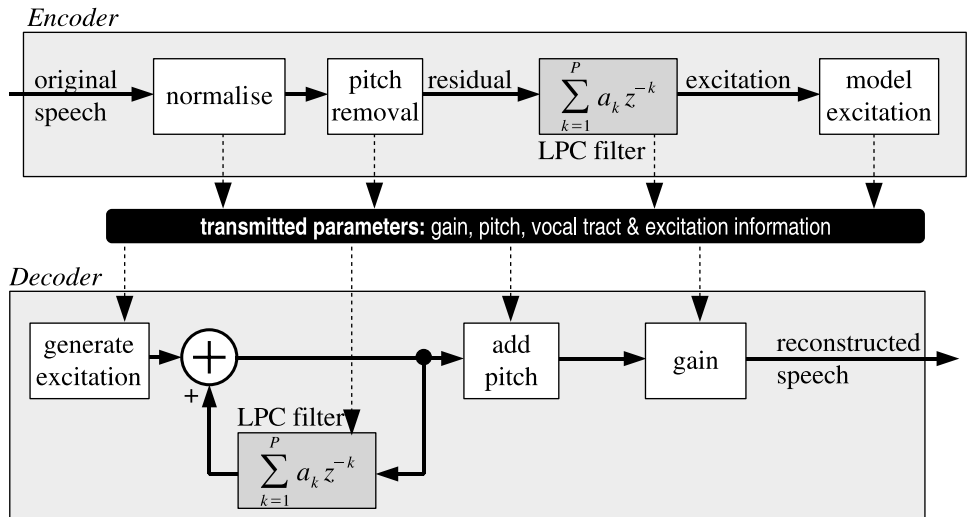 Encoder
original
speech
normalise
pitch
removal
residual
P
∑ a_k z^{-k}
k=1
LPC filter
excitation
model
excitation
transmitted parameters: gain, pitch, vocal tract & excitation information
Decoder
generate
excitation
+
+
LPC filter
P
∑ a_k z^{-k}
k=1
add
pitch
gain
reconstructed
speech